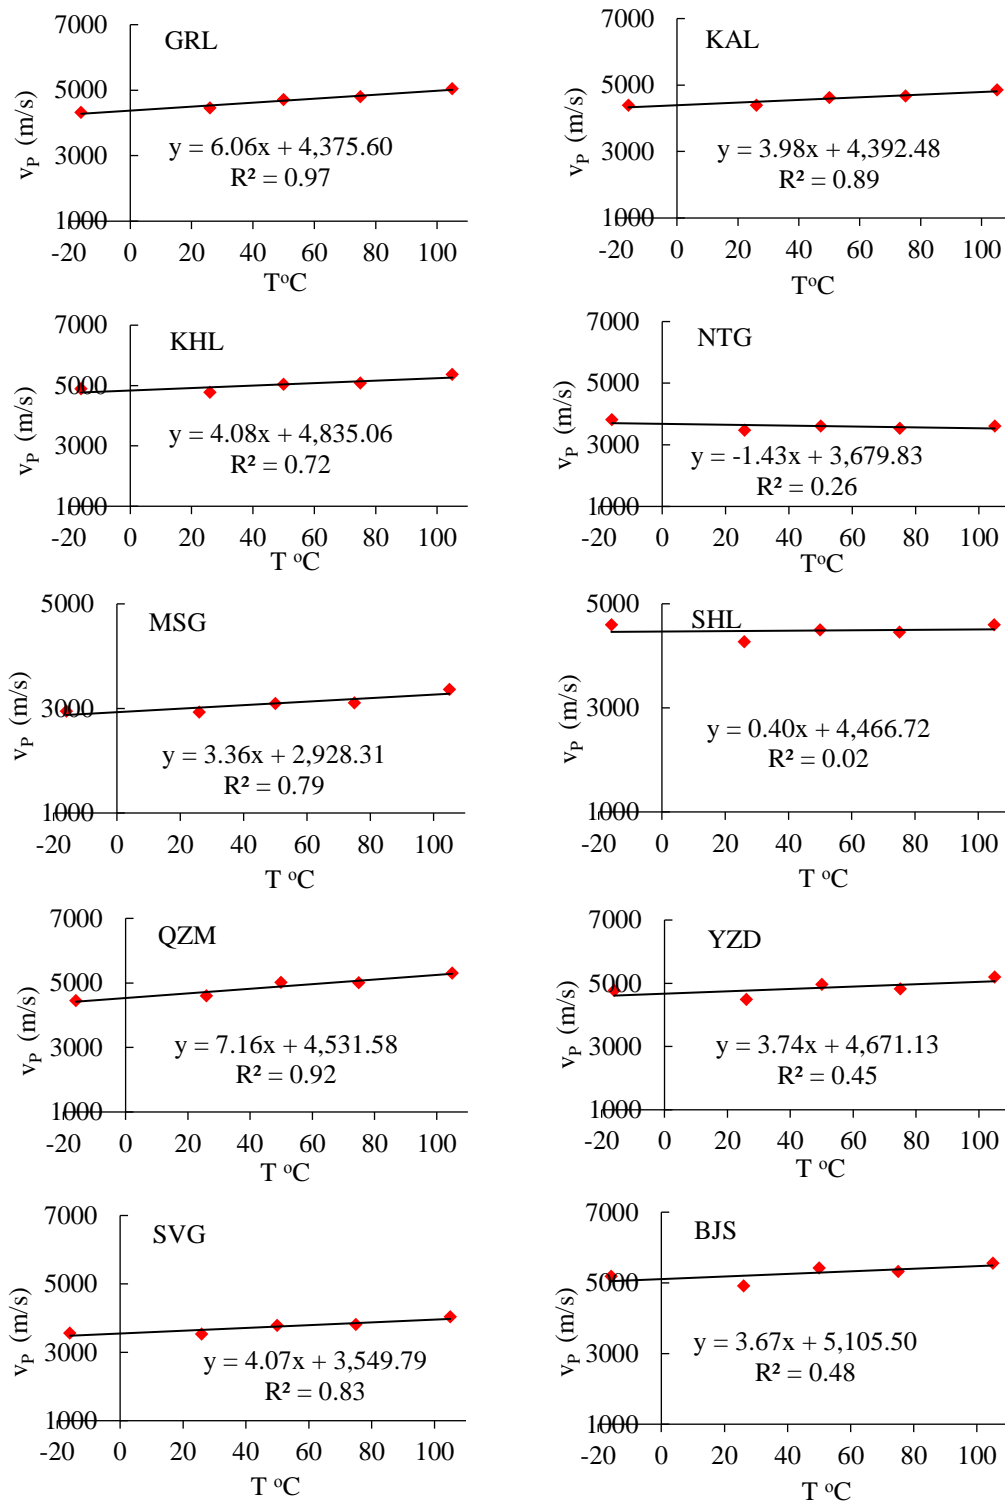 7000
GRL
5000
3000
1000
y = 6.06x + 4,375.60
R² = 0.97
-20 0 20 40 60 80 100
TºC
vP (m/s)
7000
KAL
5000
3000
1000
y = 3.98x + 4,392.48
R² = 0.89
-20 0 20 40 60 80 100
TºC
vP (m/s)
7000
KHL
5000
3000
1000
y = 4.08x + 4,835.06
R² = 0.72
-20 0 20 40 60 80 100
T ºC
vP (m/s)
7000
NTG
5000
3000
1000
y = -1.43x + 3,679.83
R² = 0.26
-20 0 20 40 60 80 100
TºC
vP (m/s)
5000
MSG
3000
1000
y = 3.36x + 2,928.31
R² = 0.79
-20 0 20 40 60 80 100
T ºC
vP (m/s)
5000
SHL
3000
1000
y = 0.40x + 4,466.72
R² = 0.02
-20 0 20 40 60 80 100
T ºC
vP (m/s)
7000
QZM
5000
3000
1000
y = 7.16x + 4,531.58
R² = 0.92
-20 0 20 40 60 80 100
T ºC
vP (m/s)
7000
YZD
5000
3000
1000
y = 3.74x + 4,671.13
R² = 0.45
-20 0 20 40 60 80 100
T ºC
vP (m/s)
7000
SVG
5000
3000
1000
y = 4.07x + 3,549.79
R² = 0.83
-20 0 20 40 60 80 100
T ºC
vP (m/s)
7000
BJS
5000
3000
1000
y = 3.67x + 5,105.50
R² = 0.48
-20 0 20 40 60 80 100
T ºC
vP (m/s)